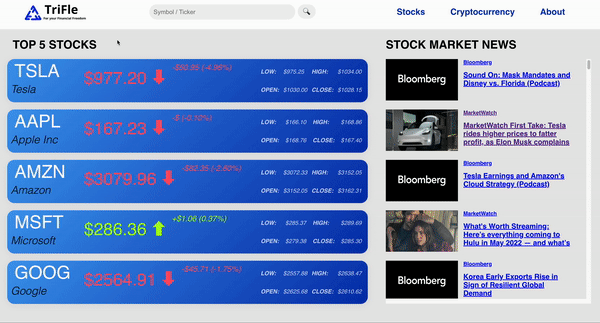 TriFle
For your Financial Freedom
Symbol / Ticker
Stocks
Cryptocurrency
About
TOP 5 STOCKS
TSLA
Tesla
$977.20
-$50.95 (-4.96%)
LOW: $975.25 HIGH: $1034.00
OPEN: $1030.00 CLOSE: $1028.15
AAPL
Apple Inc
$167.23
-$ (-0.10%)
LOW: $166.10 HIGH: $168.86
OPEN: $168.76 CLOSE: $167.40
AMZN
Amazon
$3079.96
-$82.35 (-2.60%)
LOW: $3072.33 HIGH: $3152.05
OPEN: $3152.05 CLOSE: $3162.31
MSFT
Microsoft
$286.36
+$1.06 (0.37%)
LOW: $285.37 HIGH: $289.69
OPEN: $279.38 CLOSE: $285.30
GOOG
Google
$2564.91
-$45.71 (-1.75%)
LOW: $2557.88 HIGH: $2638.47
OPEN: $2625.68 CLOSE: $2610.62
STOCK MARKET NEWS
Bloomberg
Bloomberg
Sound On: Mask Mandates and
Disney vs. Florida (Podcast)
MarketWatch
MarketWatch First Take: Tesla
rides higher prices to fatter
profit, as Elon Musk complains
Bloomberg
Bloomberg
Tesla Earnings and Amazon's
Cloud Strategy (Podcast)
MarketWatch
What's Worth Streaming:
Here's everything coming to
Hulu in May 2022 — and what's
Bloomberg
Bloomberg
Korea Early Exports Rise in
Sign of Resilient Global
Demand